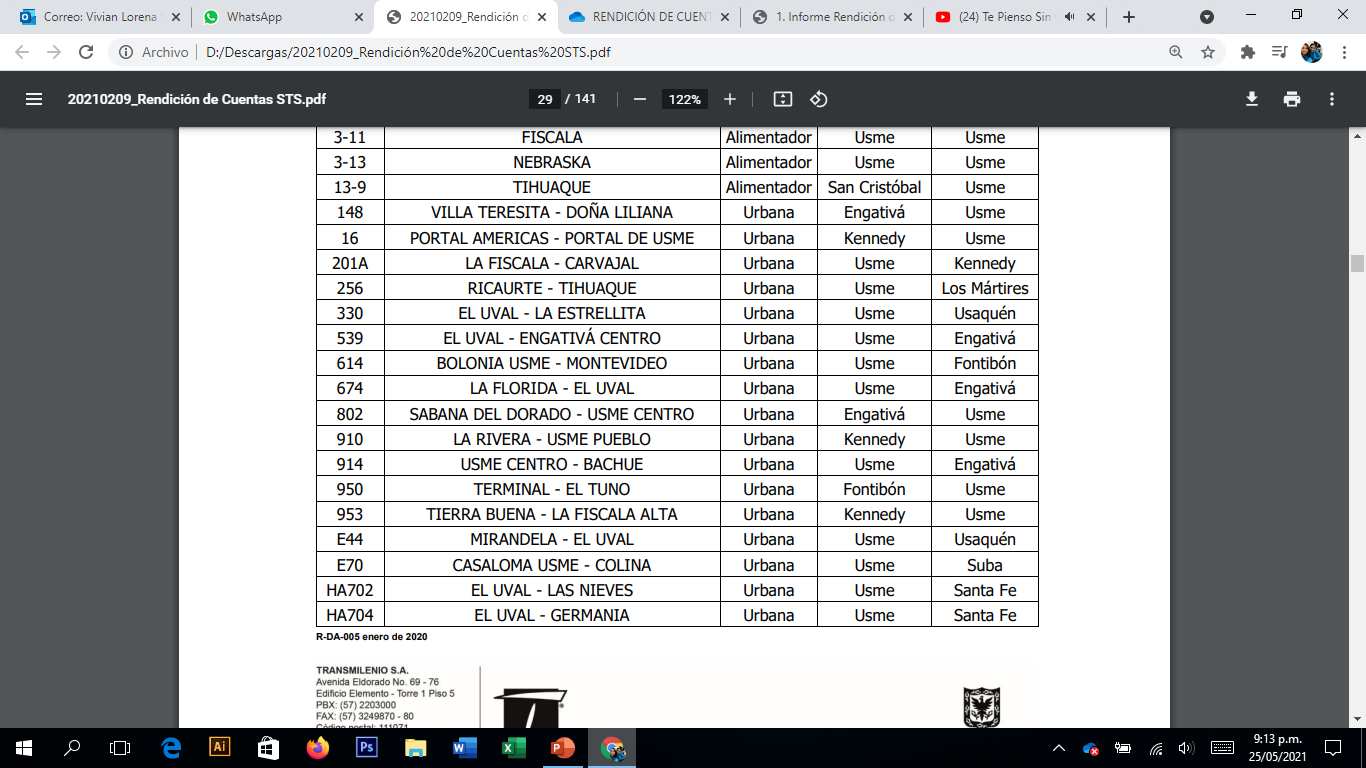 Correo: Vivian Lorena
WhatsApp
20210209_Rendición d
RENDICIÓN DE CUENT
1. Informe Rendición d
(24) Te Pienso Sin
Archivo D:/Descargas/20210209_Rendición%20de%20Cuentas%20STS.pdf
20210209_Rendición de Cuentas STS.pdf 29 / 141 122%
3-11 FISCALA Alimentador Usme Usme
3-13 NEBRASKA Alimentador Usme Usme
13-9 TIHUAQUE Alimentador San Cristóbal Usme
148 VILLA TERESITA - DOÑA LILIANA Urbana Engativá Usme
16 PORTAL AMERICAS - PORTAL DE USME Urbana Kennedy Usme
201A LA FISCALA - CARVAJAL Urbana Usme Kennedy
256 RICAURTE - TIHUAQUE Urbana Usme Los Mártires
330 EL UVAL - LA ESTRELLITA Urbana Usme Usaquén
539 EL UVAL - ENGATIVÁ CENTRO Urbana Usme Engativá
614 BOLONIA USME - MONTEVIDEO Urbana Usme Fontibón
674 LA FLORIDA - EL UVAL Urbana Usme Engativá
802 SABANA DEL DORADO - USME CENTRO Urbana Engativá Usme
910 LA RIVERA - USME PUEBLO Urbana Kennedy Usme
914 USME CENTRO - BACHUE Urbana Usme Engativá
950 TERMINAL - EL TUNO Urbana Fontibón Usme
953 TIERRA BUENA - LA FISCALA ALTA Urbana Kennedy Usme
E44 MIRANDELA - EL UVAL Urbana Usme Usaquén
E70 CASALOMA USME - COLINA Urbana Usme Suba
HA702 EL UVAL - LAS NIEVES Urbana Usme Santa Fe
HA704 EL UVAL - GERMANIA Urbana Usme Santa Fe
R-DA-005 enero de 2020
TRANSMILENIO S.A.
Avenida Eldorado No. 69 - 76
Edificio Elemento - Torre 1 Piso 5
PBX: (57) 2203000
FAX: (57) 3249870 - 80
Código postal: 111071
9:13 p.m.
25/05/2021